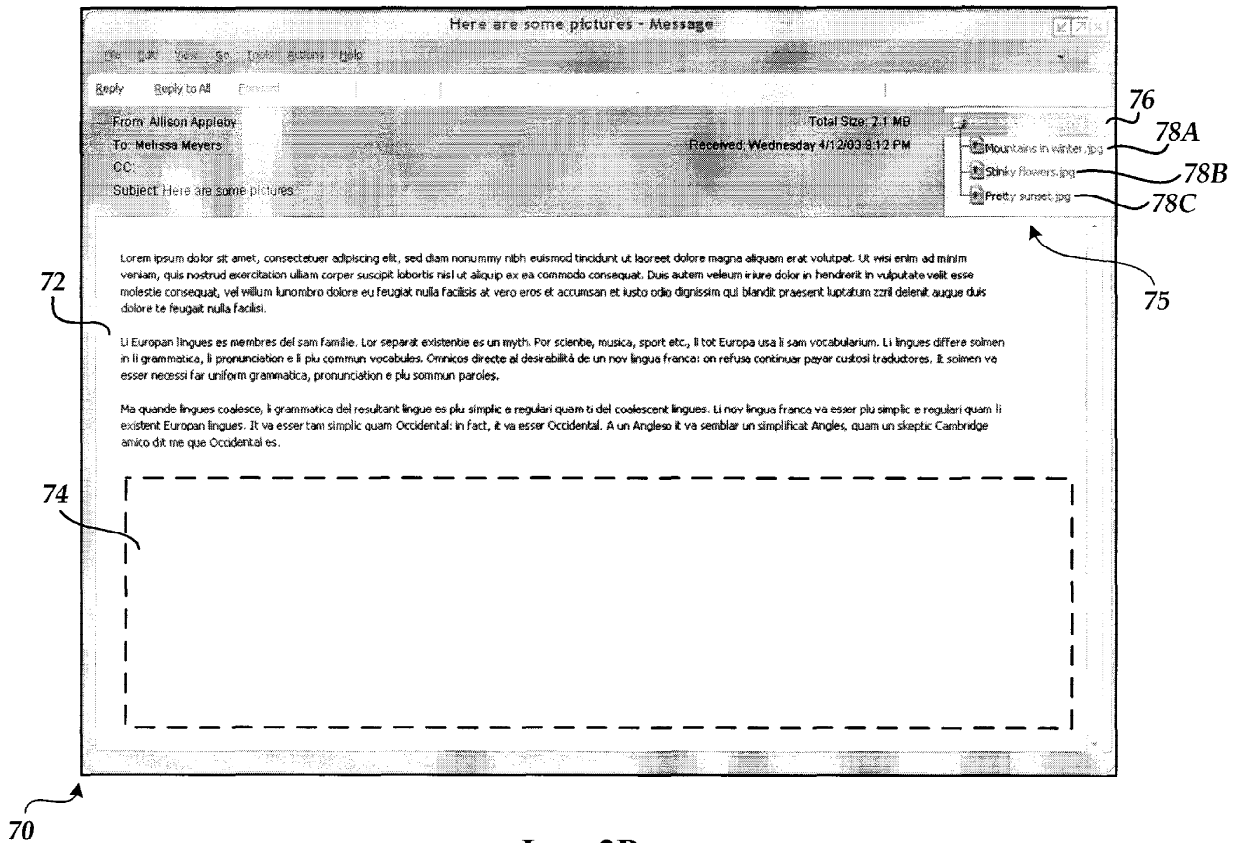 Here are some pictures - Message
File Edit View Go Tools Actions Help
Reply Reply to All Forward
From: Allison Appleby
Total Size: 2.1 MB
To: Melissa Meyers
Received: Wednesday 4/12/03 8:12 PM
CC:
Subject: Here are some pictures
76
Mountains in winter.jpg
78A
Stinky flowers.jpg
78B
Pretty sunset.jpg
78C
75
Lorem ipsum dolor sit amet, consectetuer adipiscing elit, sed diam nonummy nibh euismod tincidunt ut laoreet dolore magna aliquam erat volutpat. Ut wisi enim ad minim
veniam, quis nostrud exercitation ulliam corper suscipit lobortis nisl ut aliquip ex ea commodo consequat. Duis autem veleum iriure dolor in hendrerit in vulputate velit esse
molestie consequat, vel willum lunombro dolore eu feugiat nulla facilisis at vero eros et accumsan et iusto odio dignissim qui blandit praesent luptatum zzril delenit augue duis
dolore te feugait nulla facilisi.
72
Li Europan lingues es membres del sam familie. Lor separat existentie es un myth. Por scientie, musica, sport etc., li tot Europa usa li sam vocabularium. Li lingues differe solmen
in li grammatica, li pronunciation e li plu commun vocabules. Omnicos directe al desirabilitá de un nov lingua franca: on refusa continuar payar custosi traductores. It solmen va
esser necessi far uniform grammatica, pronunciation e plu sommun paroles.
Ma quande lingues coalesce, li grammatica del resultant lingue es plu simplic e regulari quam ti del coalescent lingues. Li nov lingua franca va esser plu simplic e regulari quam li
existent Europan lingues. It va esser tam simplic quam Occidental: in fact, it va esser Occidental. A un Angleso it va semblar un simplificat Angles, quam un skeptic Cambridge
amico dit me que Occidental es.
74
70